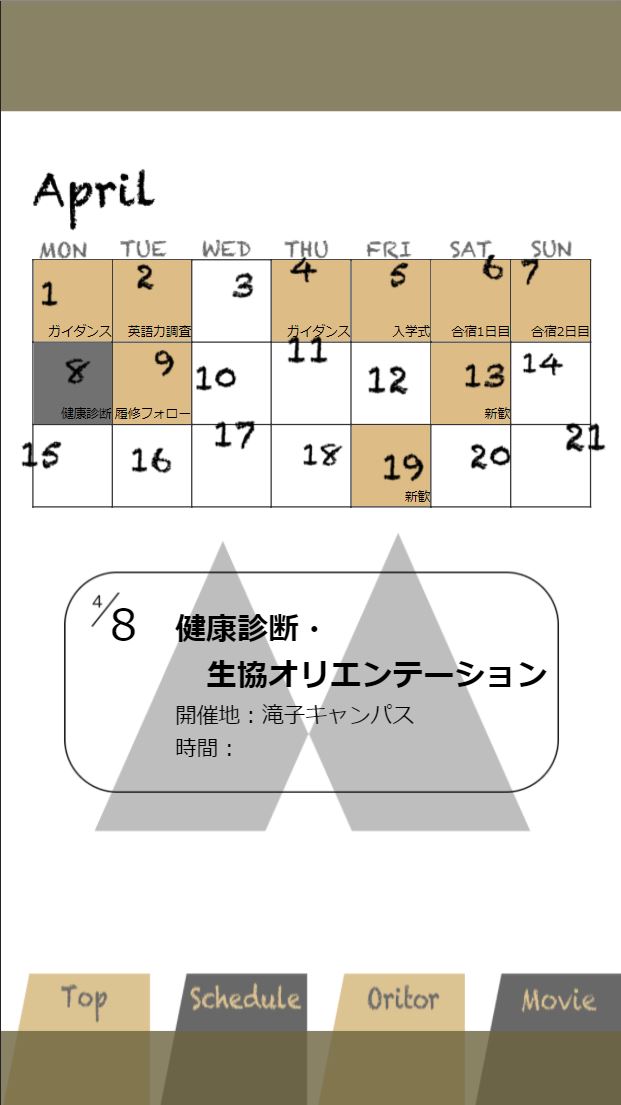 April
MON TUE WED THU FRI SAT SUN
1 2 3 4 5 6 7
ガイダンス 英語力調査 ガイダンス 入学式 合宿1日目 合宿2日目
8 9 10 11 12 13 14
健康診断 履修フォロー 新歓
15 16 17 18 19 20 21
新歓
4/8 健康診断・
生協オリエンテーション
開催地：滝子キャンパス
時間：
Top Schedule Oritor Movie